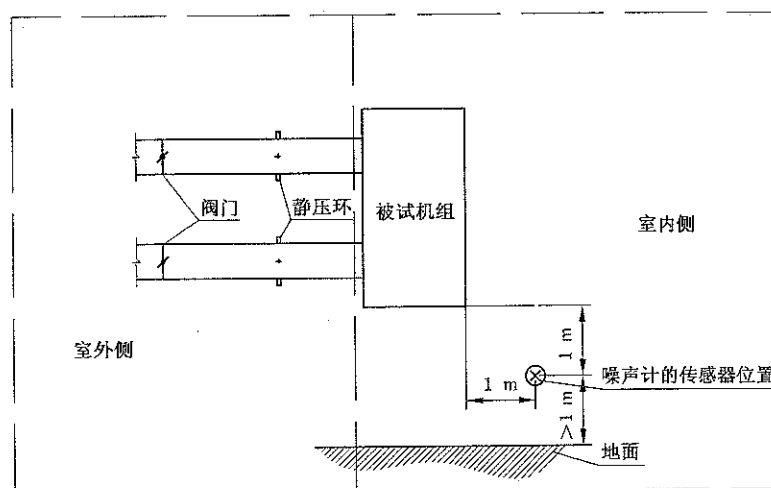 室内侧
阀门
静压环
被试机组
室外侧
1 m
1 m
噪声计的传感器位置
>1 m
地面